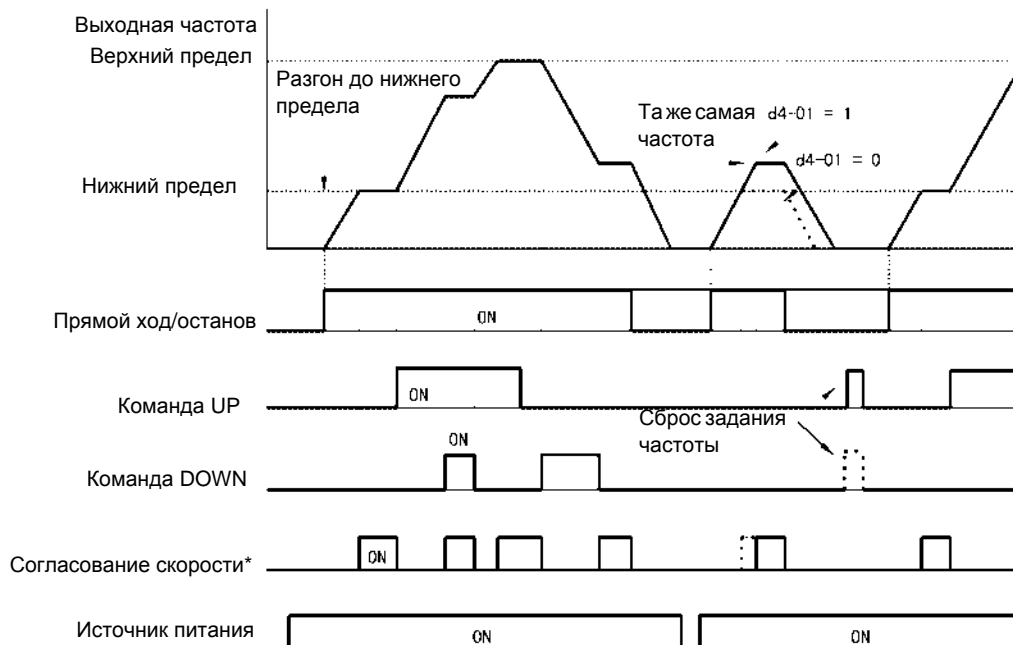 Выходная частота
Верхний предел
Разгон до нижнего
предела
Та же самая d4-01 = 1
частота
d4-01 = 0
Нижний предел
Прямой ход/останов
ON
Команда UP
ON
Сброс задания
частоты
ON
Команда DOWN
Согласование скорости*
ON
Источник питания
ON
ON